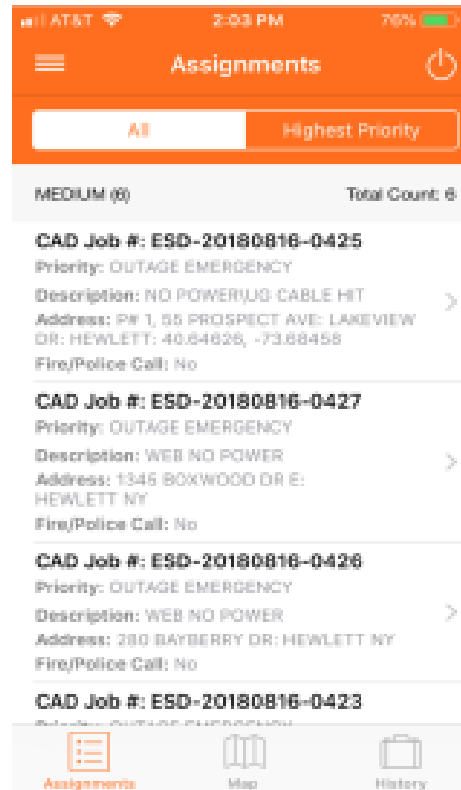 AT&T 2:03 PM 76%
Assignments
All Highest Priority
MEDIUM (6) Total Count: 6
CAD Job #: ESD-20180816-0425
Priority: OUTAGE EMERGENCY
Description: NO POWER\UG CABLE HIT
Address: P# 1, 55 PROSPECT AVE: LAKEVIEW
DR: HEWLETT: 40.64626, -73.68458
Fire/Police Call: No
CAD Job #: ESD-20180816-0427
Priority: OUTAGE EMERGENCY
Description: WEB NO POWER
Address: 1345 BOXWOOD DR E:
HEWLETT NY
Fire/Police Call: No
CAD Job #: ESD-20180816-0426
Priority: OUTAGE EMERGENCY
Description: WEB NO POWER
Address: 280 BAYBERRY DR: HEWLETT NY
Fire/Police Call: No
CAD Job #: ESD-20180816-0423
Priority: OUTAGE EMERGENCY
Assignments Map History